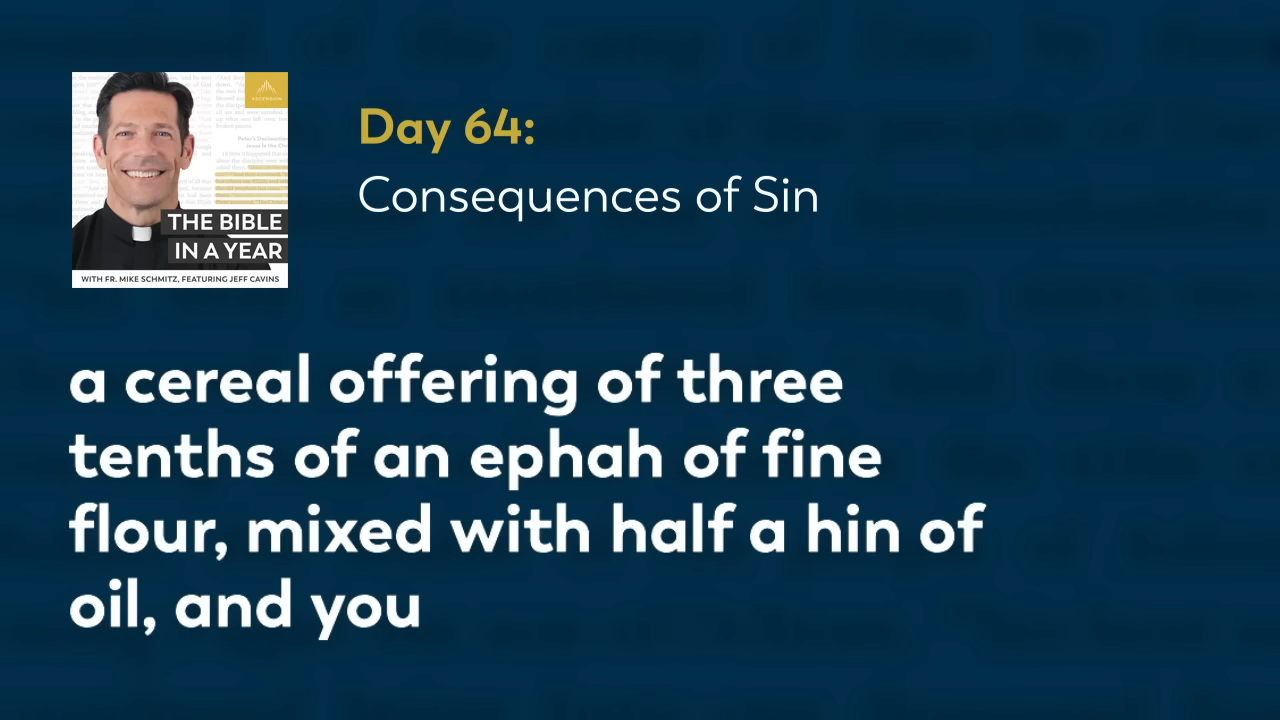 Day 64:
Consequences of Sin
THE BIBLE
IN A YEAR
WITH FR. MIKE SCHMITZ, FEATURING JEFF CAVINS
a cereal offering of three
tenths of an ephah of fine
flour, mixed with half a hin of
oil, and you